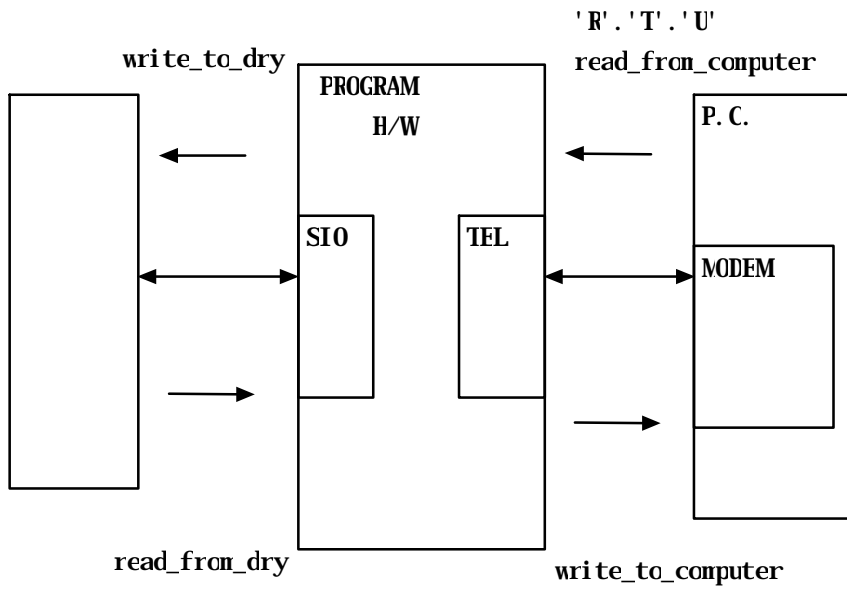 'R'.'T'.'U'
write_to_dry
read_from_computer
PROGRAM
H/W
P.C.
SIO
TEL
MODEM
read_from_dry
write_to_computer